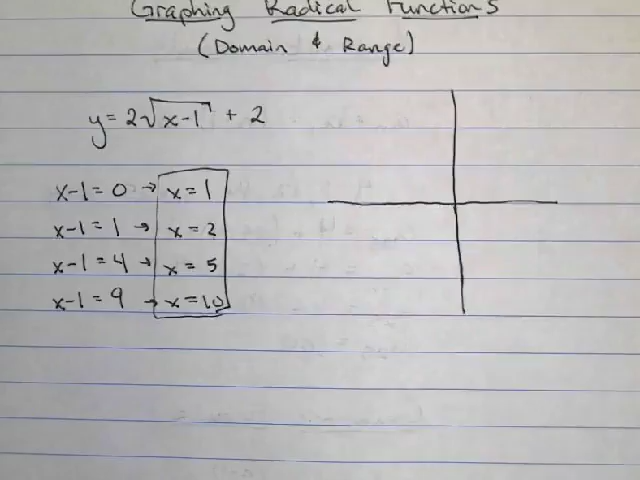 Graphing Radical Functions
(Domain & Range)
y = 2√(x-1) + 2
x-1 = 0 → x = 1
x-1 = 1 → x = 2
x-1 = 4 → x = 5
x-1 = 9 → x = 10